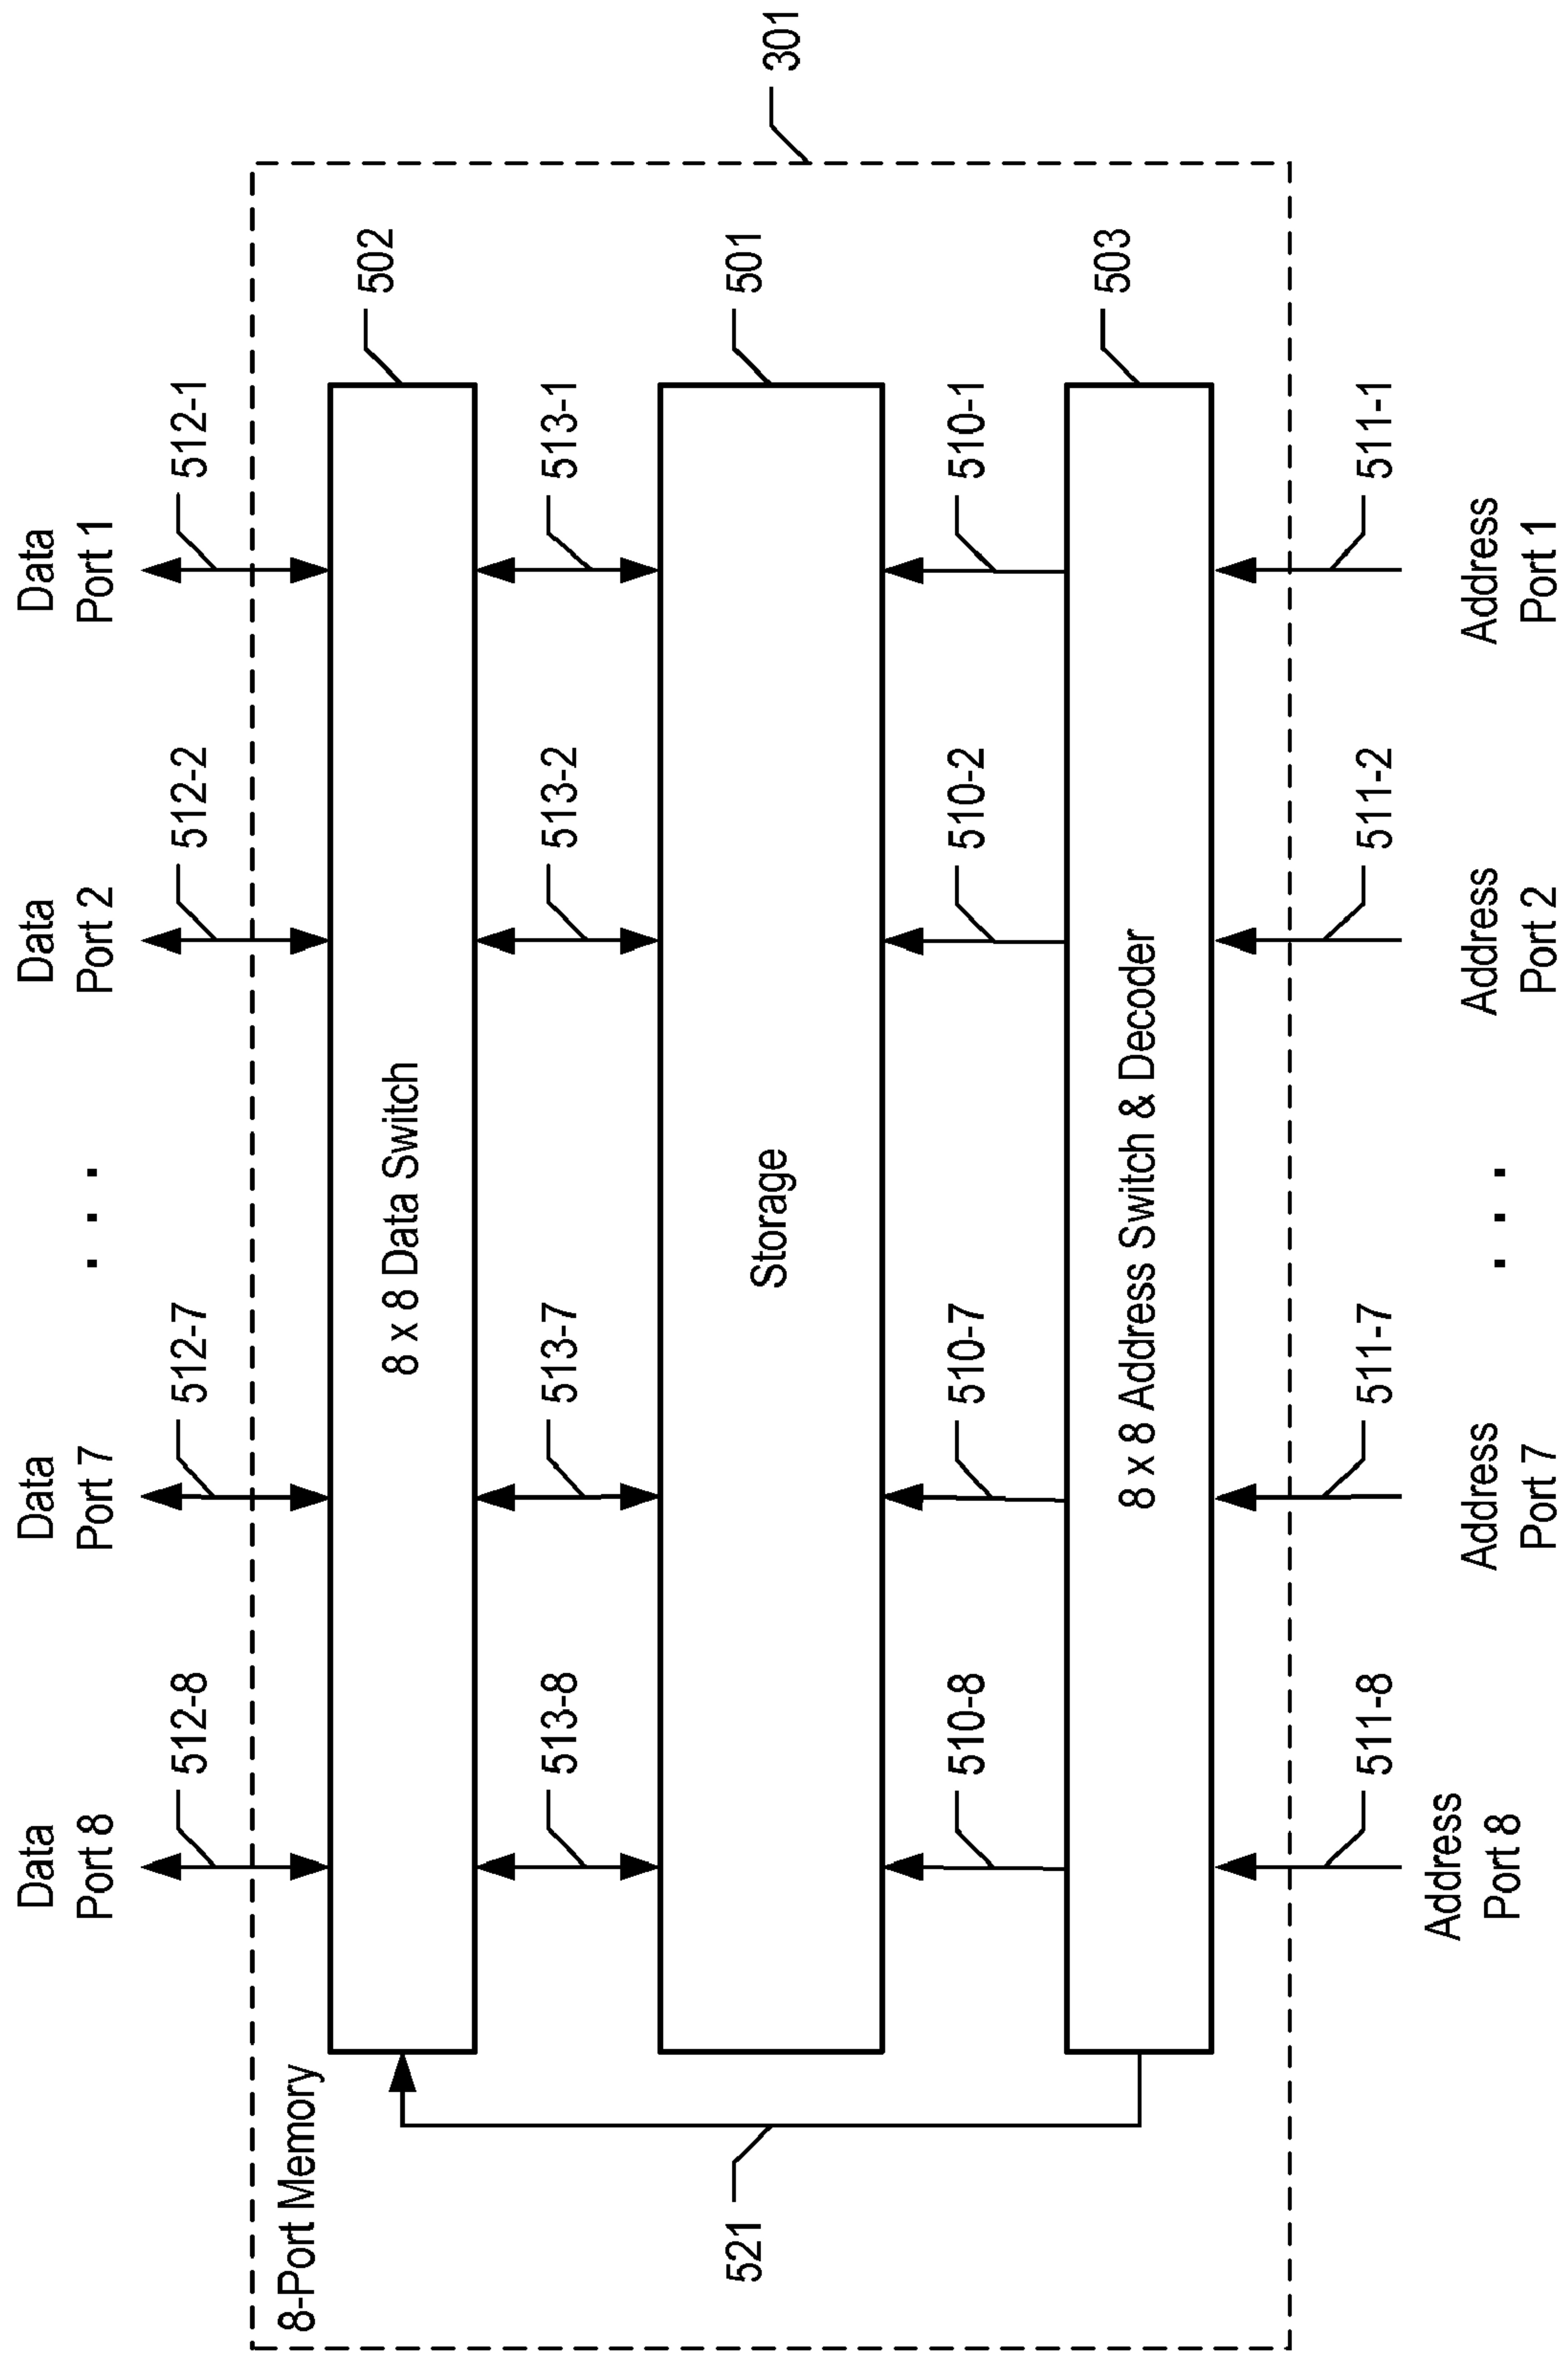 Data
Port 8
Data
Port 7
. . .
Data
Port 2
Data
Port 1
512-8
512-7
512-2
512-1
8-Port Memory
8 x 8 Data Switch
502
513-8
513-7
513-2
513-1
521
Storage
501
301
510-8
510-7
510-2
510-1
8 x 8 Address Switch & Decoder
503
511-8
511-7
511-2
511-1
Address
Port 8
Address
Port 7
. . .
Address
Port 2
Address
Port 1